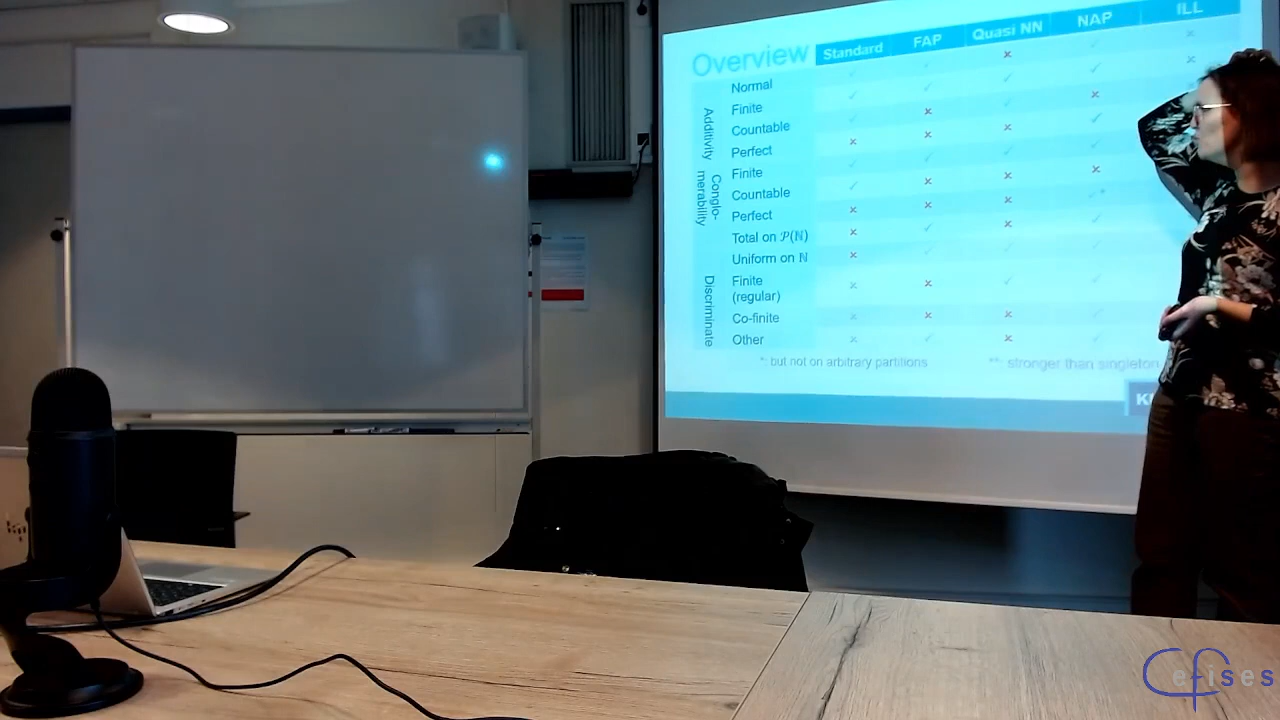 Overview
Standard FAP Quasi NN NAP ILL
Normal
Additivity
Finite
Countable
Perfect
Conglo-
merability
Finite
Countable
Perfect
Total on 𝒫(ℕ)
Uniform on ℕ
Discriminate
Finite
(regular)
Co-finite
Other
*: but not on arbitrary partitions
**: stronger than singleton
efises